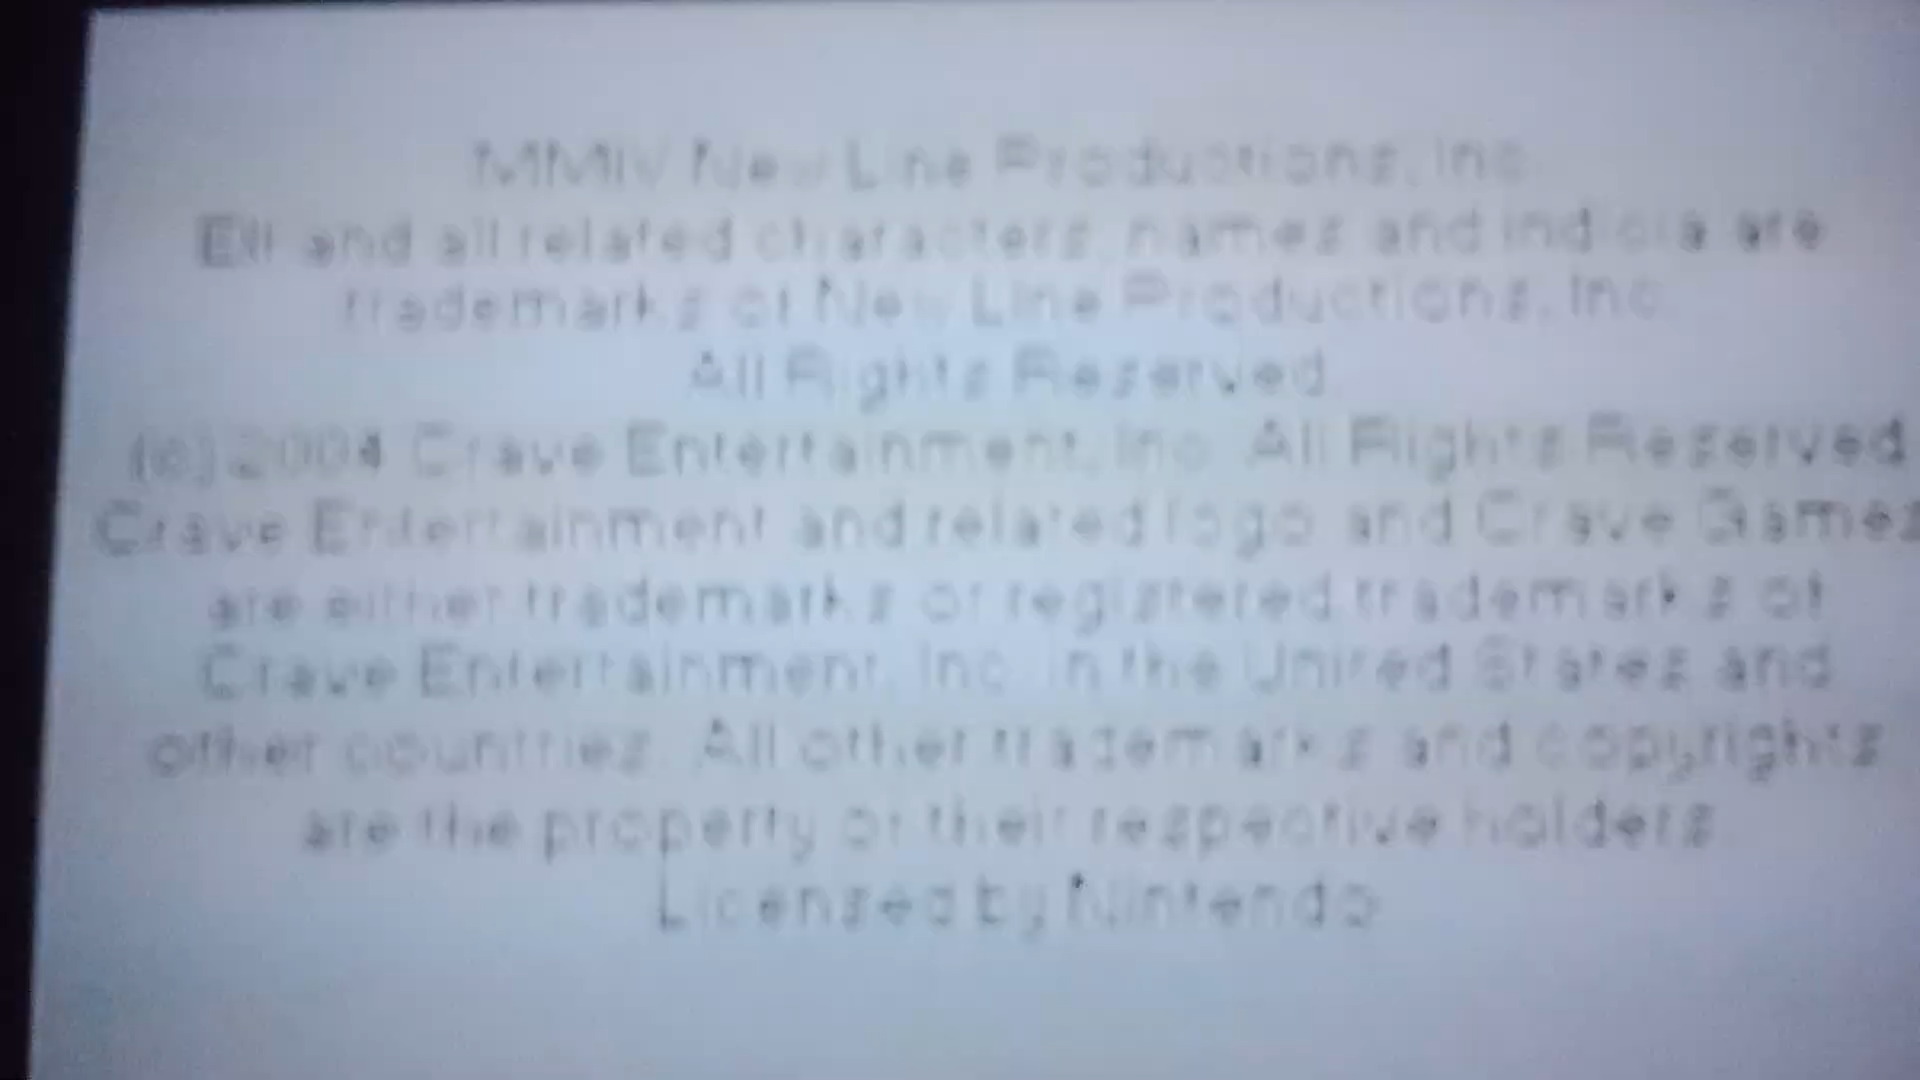 MMIV New Line Productions, Inc.
Elf and all related characters, names and indicia are
trademarks of New Line Productions, Inc.
All Rights Reserved
(c) 2004 Crave Entertainment, Inc. All Rights Reserved.
Crave Entertainment and related logo and Crave Games
are either trademarks or registered trademarks of
Crave Entertainment, Inc. in the United States and
other countries. All other trademarks and copyrights
are the property of their respective holders.
Licensed by Nintendo